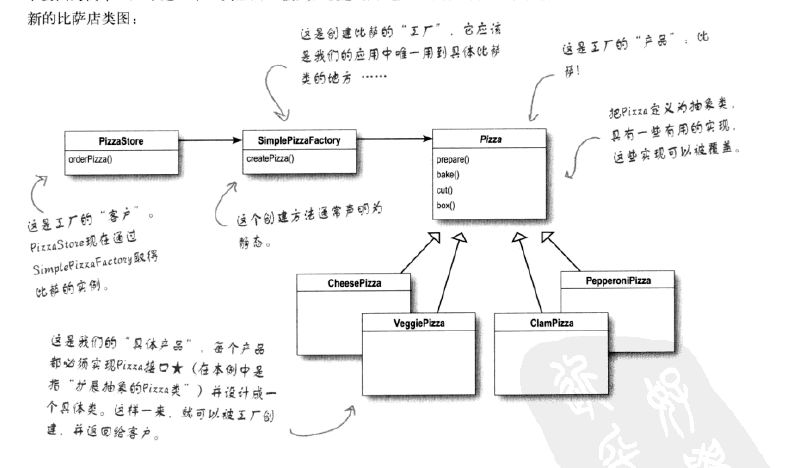 新的比萨店类图：
这是创建比萨的“工厂”，它应该
是我们的应用中唯一用到具体比萨
类的地方……
这是工厂的“产品”：比
萨！
把Pizza定义为抽象类，
具有一些有用的实现，
这些实现可以被覆盖。
PizzaStore
orderPizza()
SimplePizzaFactory
createPizza()
Pizza
prepare()
bake()
cut()
box()
这是工厂的“客户”。
PizzaStore现在通过
SimplePizzaFactory取得
比萨的实例。
这个创建方法通常声明为
静态。
CheesePizza
VeggiePizza
ClamPizza
PepperoniPizza
这是我们的“具体产品”，每个产品
都必须实现Pizza接口★（在本例中是
指“扩展抽象的Pizza类”）并设计成一
个具体类。这样一来，就可以被工厂创
建，并返回给客户。